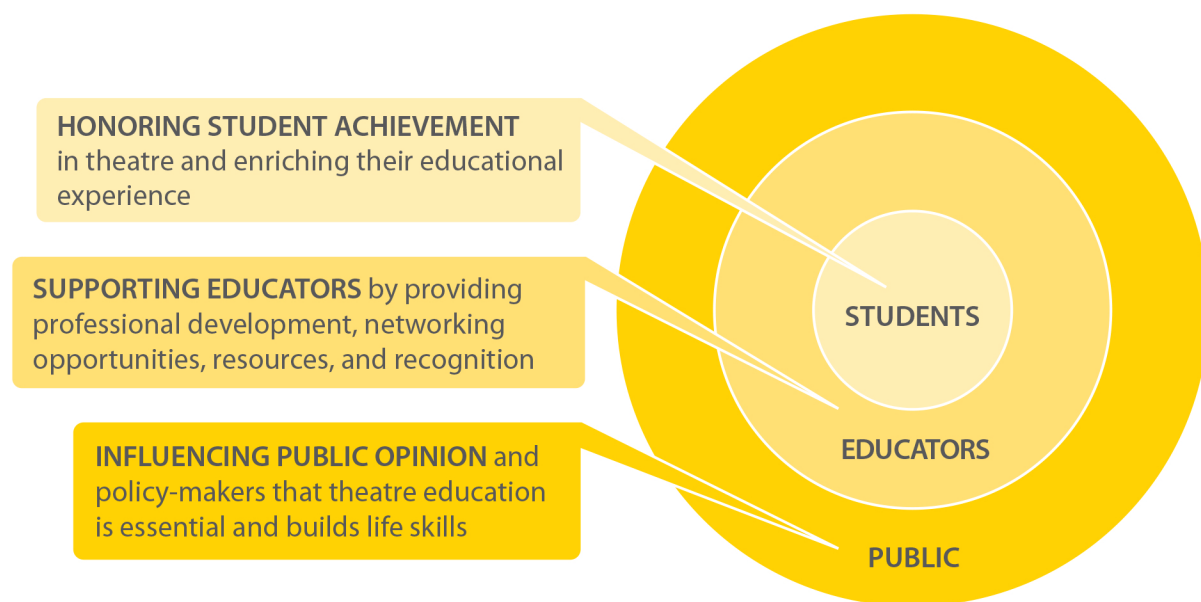 HONORING STUDENT ACHIEVEMENT
in theatre and enriching their educational
experience
SUPPORTING EDUCATORS by providing
professional development, networking
opportunities, resources, and recognition
INFLUENCING PUBLIC OPINION and
policy-makers that theatre education
is essential and builds life skills
STUDENTS
EDUCATORS
PUBLIC